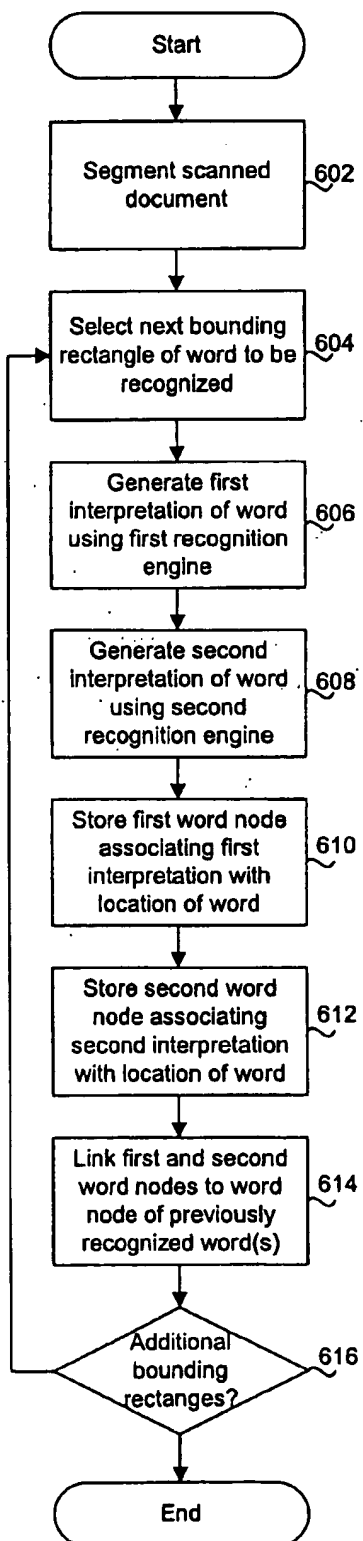 Start
Segment scanned
document
602
Select next bounding
rectangle of word to be
recognized
604
Generate first
interpretation of word
using first recognition
engine
606
Generate second
interpretation of word
using second
recognition engine
608
Store first word node
associating first
interpretation with
location of word
610
Store second word
node associating
second interpretation
with location of word
612
Link first and second
word nodes to word
node of previously
recognized word(s)
614
Additional
bounding
rectanges?
616
End